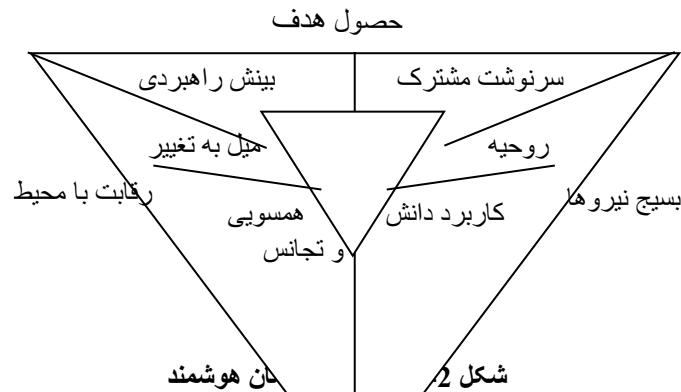 حصول هدف
سرنوشت مشترک
بینش راهبردی
روحیه
میل به تغییر
بسیج نیروها
کاربرد دانش
همسویی
و تجانس
رقابت با محیط
شکل 2 ان هوشمند